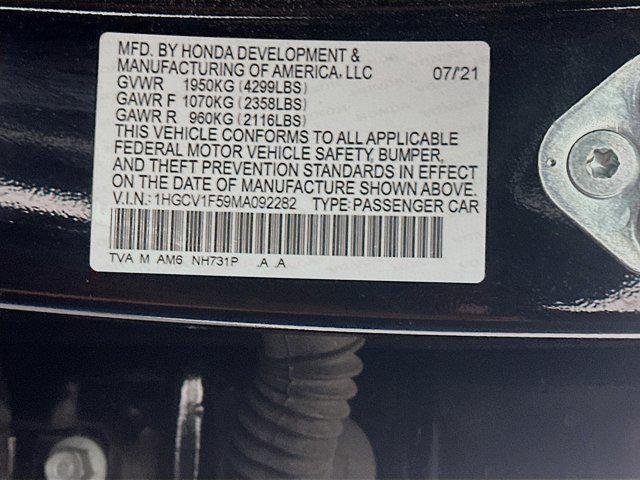 MFD. BY HONDA DEVELOPMENT &
MANUFACTURING OF AMERICA, LLC 07/'21
GVWR 1950KG (4299LBS)
GAWR F 1070KG (2358LBS)
GAWR R 960KG (2116LBS)
THIS VEHICLE CONFORMS TO ALL APPLICABLE
FEDERAL MOTOR VEHICLE SAFETY, BUMPER,
AND THEFT PREVENTION STANDARDS IN EFFECT
ON THE DATE OF MANUFACTURE SHOWN ABOVE.
V.I.N.: 1HGCV1F59MA092282 TYPE: PASSENGER CAR
TVA M AM6 NH731P .A .A